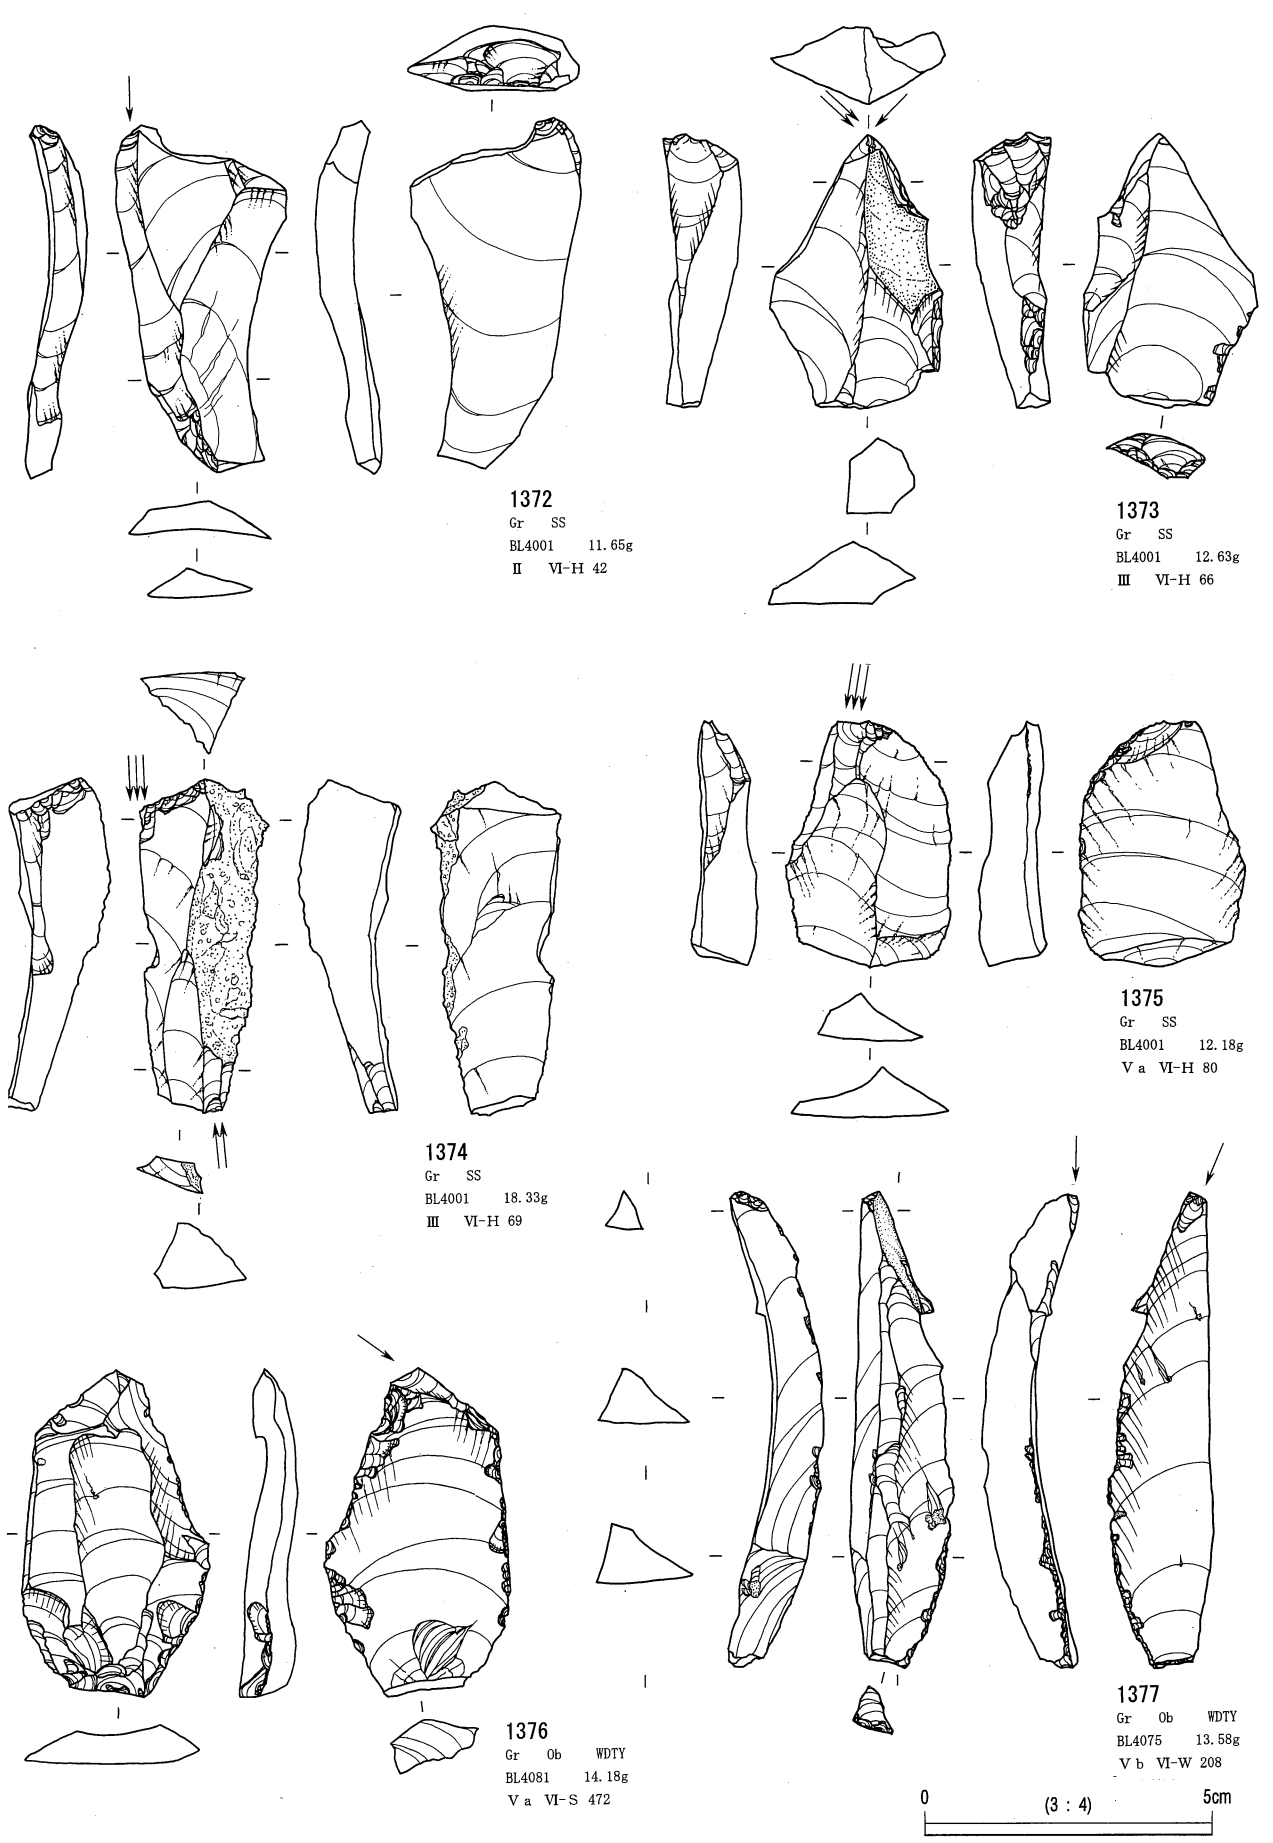 1372
Gr SS
BL4001 11.65g
Ⅱ Ⅵ-H 42
1373
Gr SS
BL4001 12.63g
Ⅲ Ⅵ-H 66
1374
Gr SS
BL4001 18.33g
Ⅲ Ⅵ-H 69
1375
Gr SS
BL4001 12.18g
Ⅴa Ⅵ-H 80
1376
Gr Ob WDTY
BL4081 14.18g
Ⅴa Ⅵ-S 472
1377
Gr Ob WDTY
BL4075 13.58g
Ⅴb Ⅵ-W 208
0 (3 : 4) 5cm